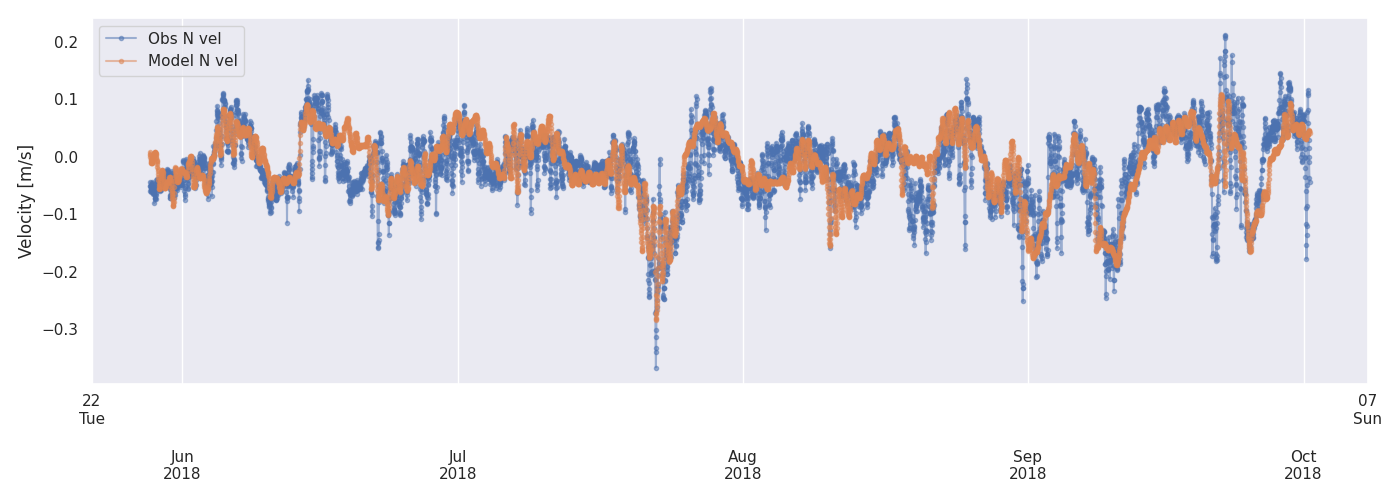 Obs N vel
Model N vel
Velocity [m/s]
0.2
0.1
0.0
−0.1
−0.2
−0.3
22
Tue
07
Sun
Jun
2018
Jul
2018
Aug
2018
Sep
2018
Oct
2018